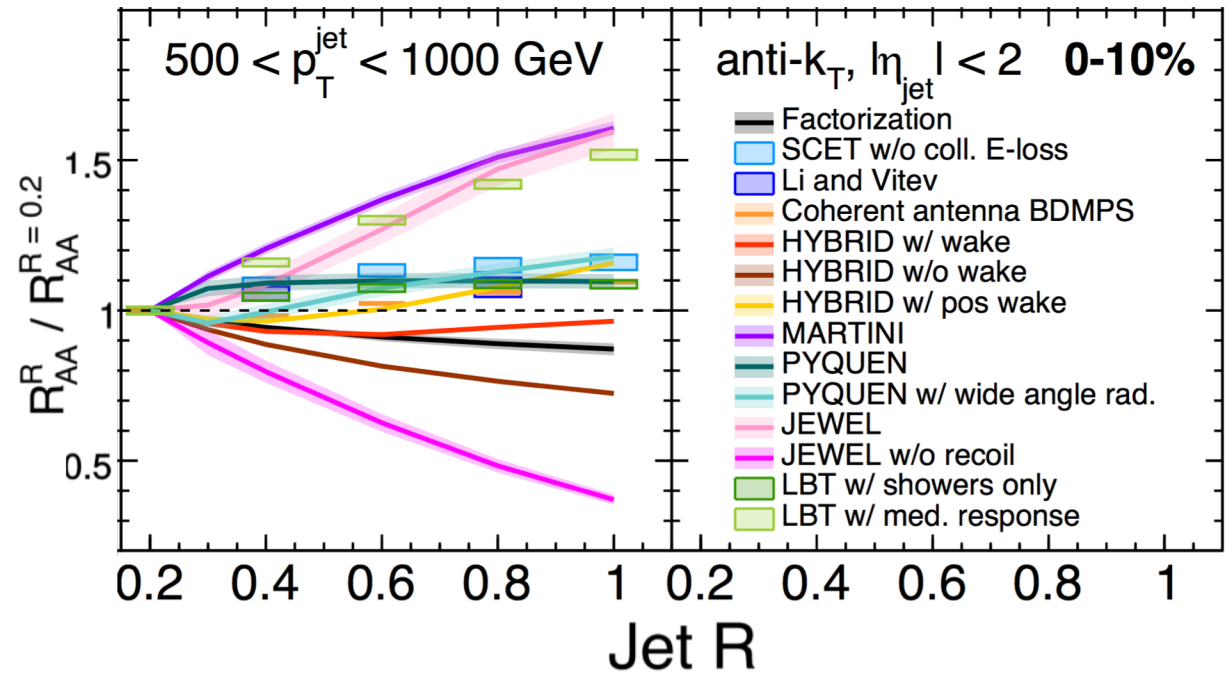 500 < p_T^jet < 1000 GeV
anti-k_T, |η_jet| < 2 0-10%
Factorization
SCET w/o coll. E-loss
Li and Vitev
Coherent antenna BDMPS
HYBRID w/ wake
HYBRID w/o wake
HYBRID w/ pos wake
MARTINI
PYQUEN
PYQUEN w/ wide angle rad.
JEWEL
JEWEL w/o recoil
LBT w/ showers only
LBT w/ med. response
R_AA^R / R_AA^R = 0.2
1.5
1
0.5
0.2 0.4 0.6 0.8 1 0.2 0.4 0.6 0.8 1
Jet R